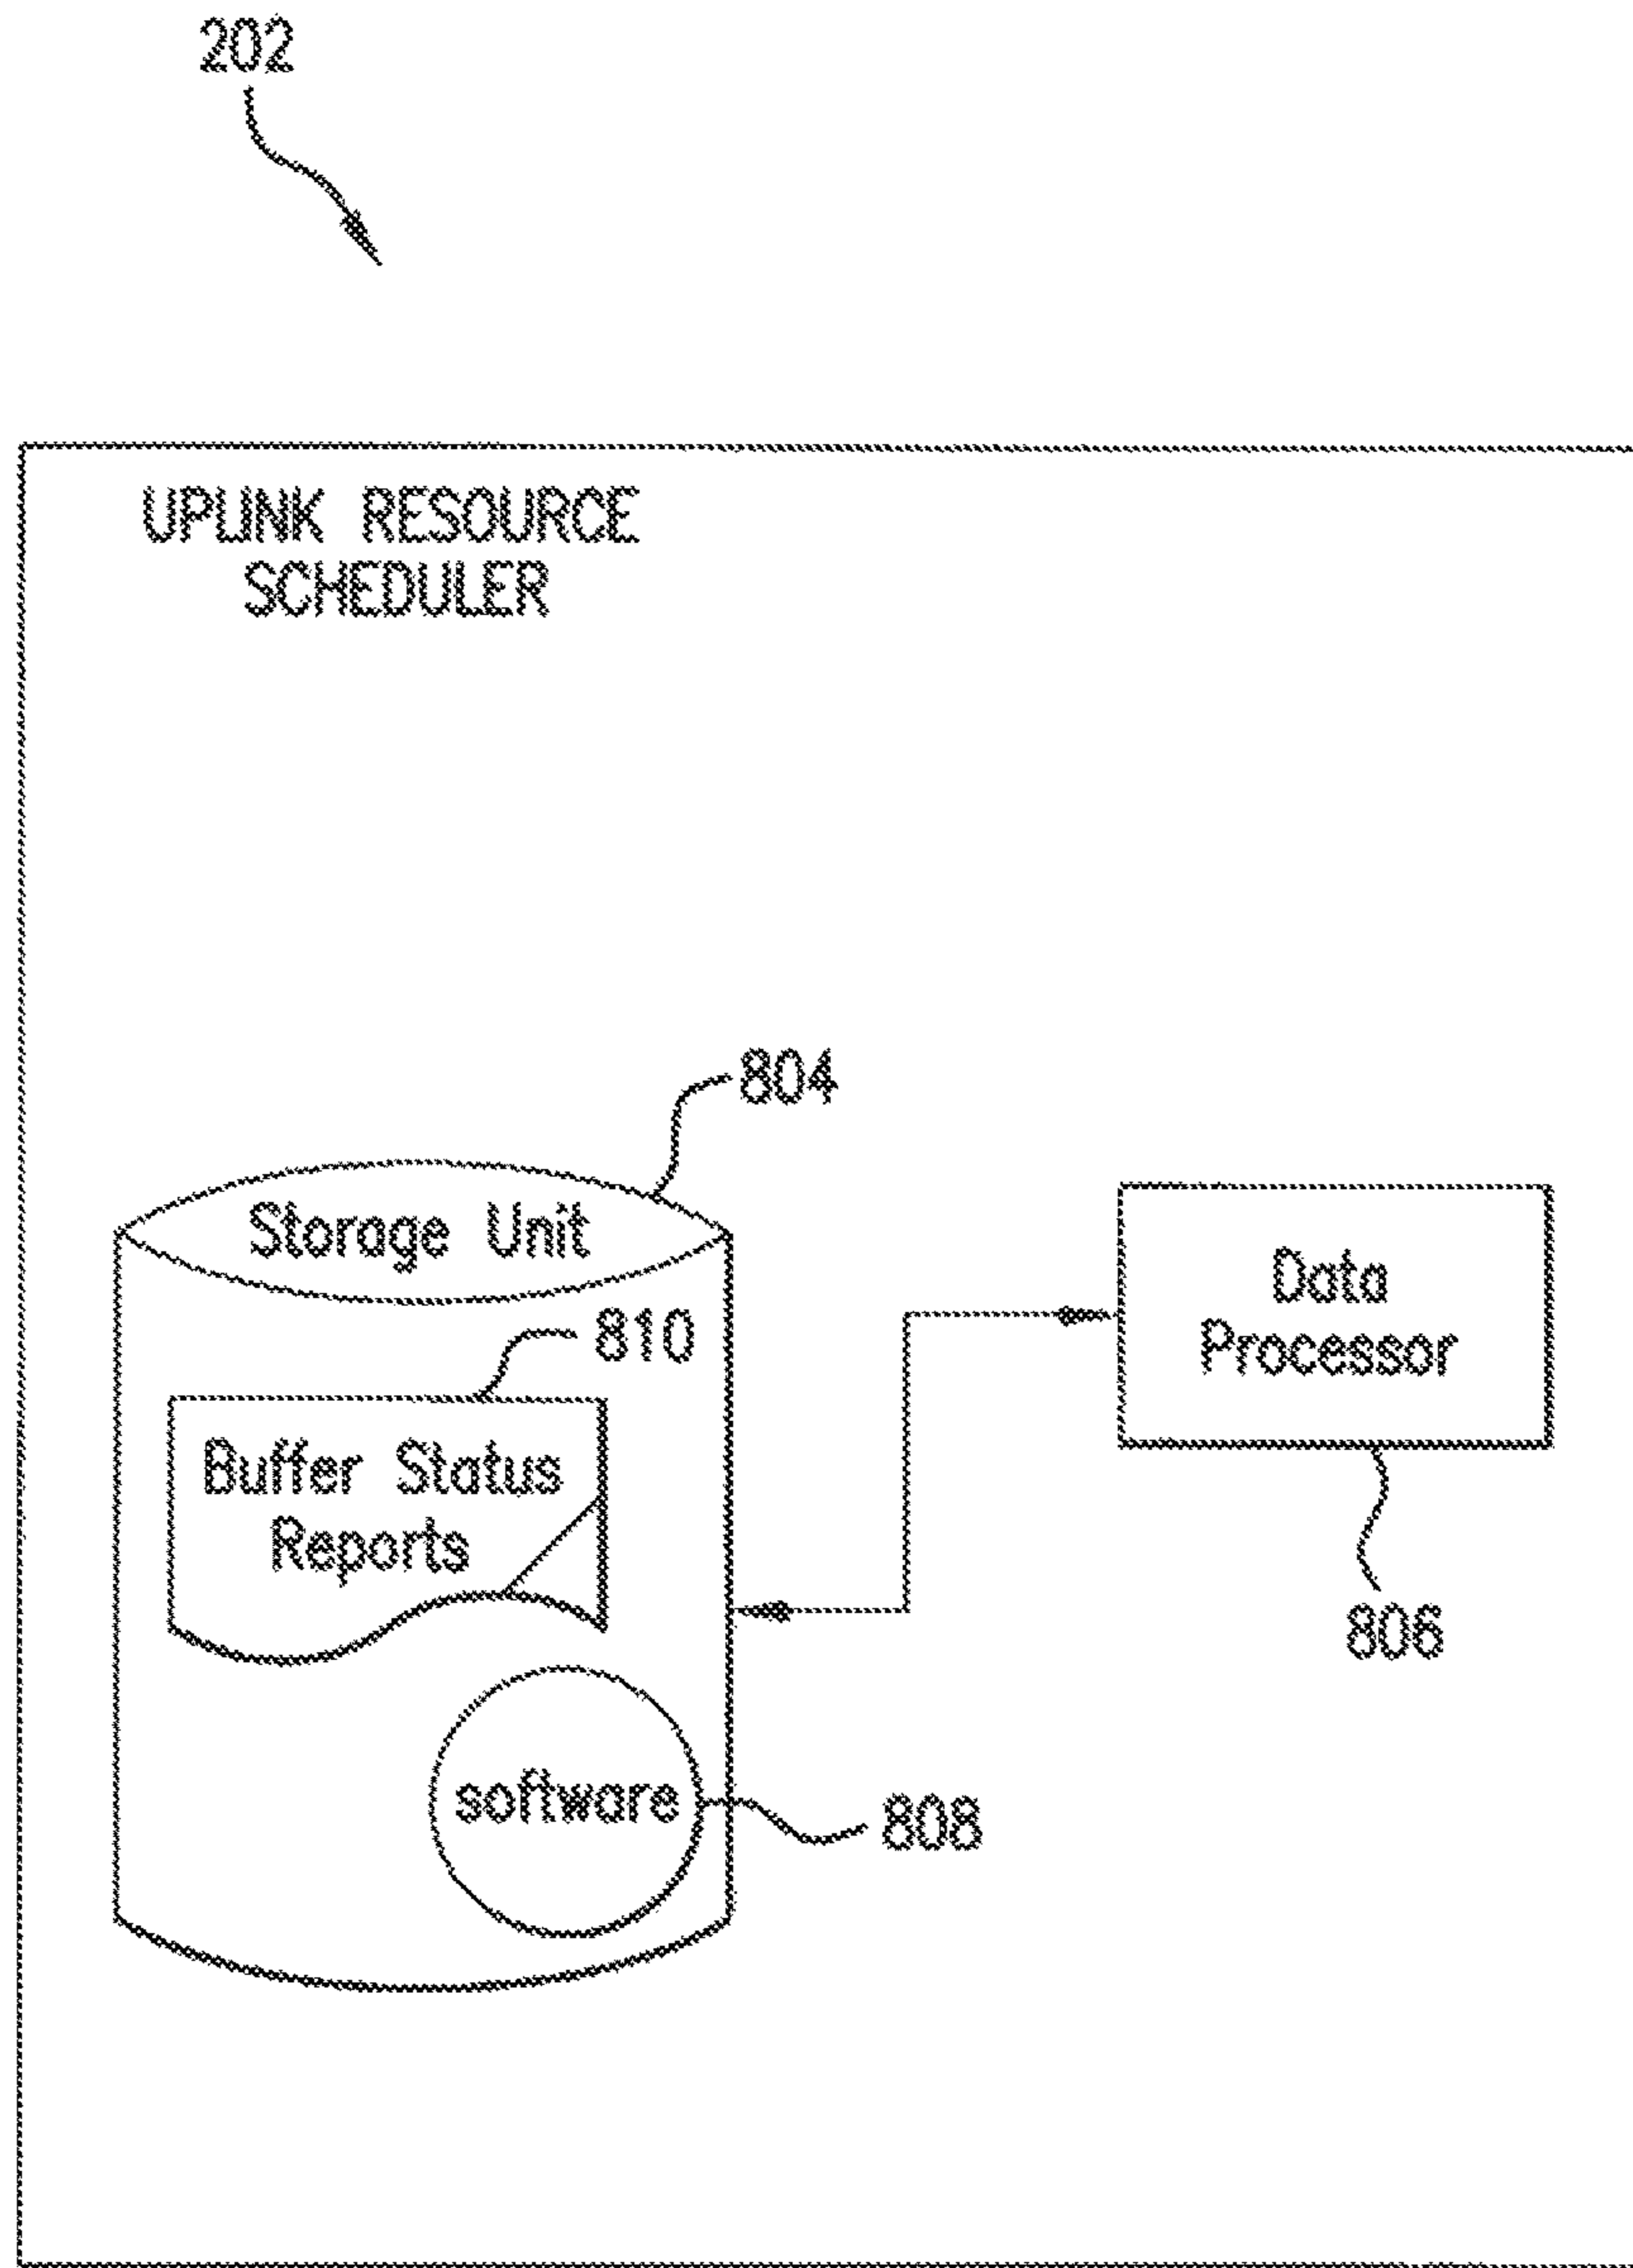 202
UPLINK RESOURCE
SCHEDULER
804
Storage Unit
810
Buffer Status
Reports
Data
Processor
806
software
808